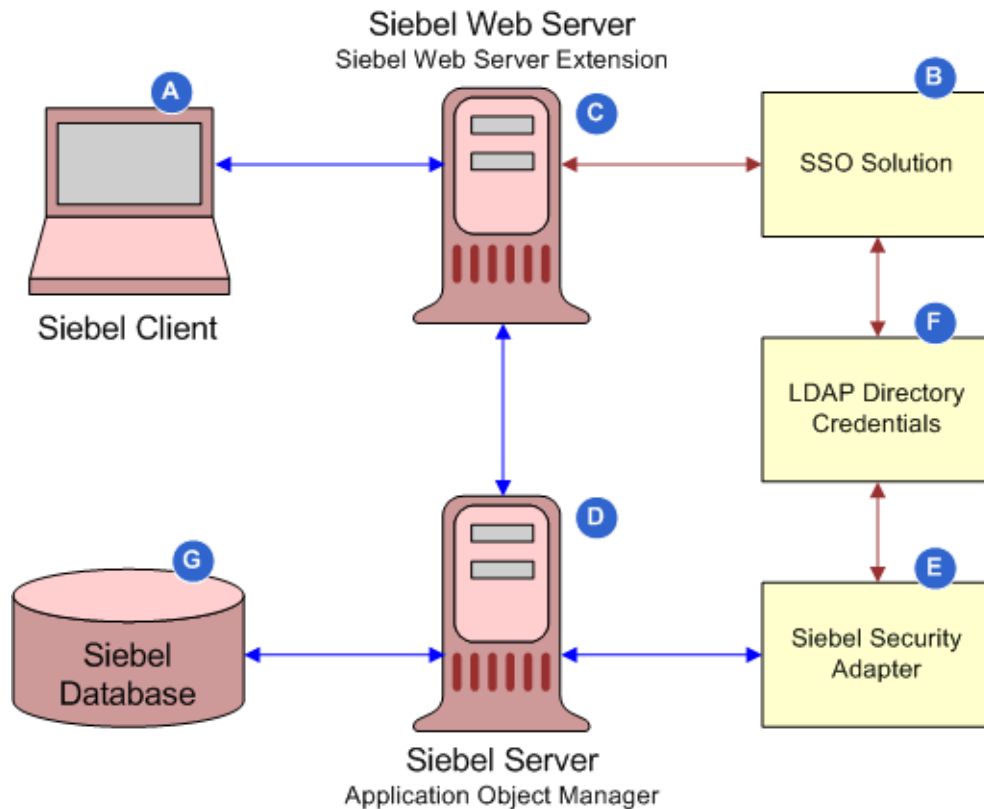 Siebel Web Server
Siebel Web Server Extension
A
B
C
SSO Solution
Siebel Client
F
LDAP Directory
Credentials
D
G
E
Siebel
Database
Siebel Security
Adapter
Siebel Server
Application Object Manager